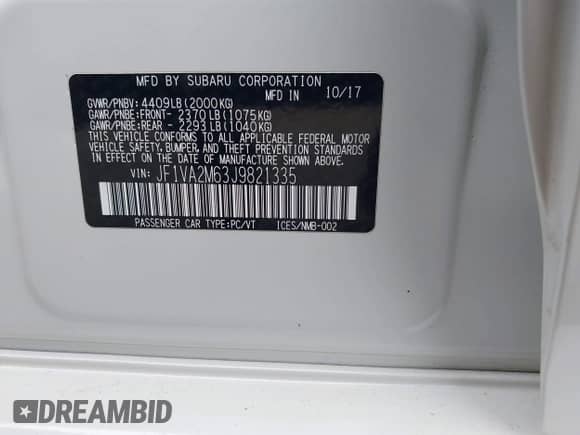 MFD BY SUBARU CORPORATION
MFD IN 10/17
GVWR/PNBV: 4409LB(2000KG)
GAWR/PNBE:FRONT- 2370LB(1075KG)
GAWR/PNBE:REAR - 2293LB(1040KG)
THIS VEHICLE CONFORMS TO ALL APPLICABLE FEDERAL MOTOR
VEHICLE SAFETY, BUMPER, AND THEFT PREVENTION STANDARDS
IN EFFECT ON THE DATE OF MANUFACTURE SHOWN ABOVE.
VIN: JF1VA2M63J9821335
PASSENGER CAR TYPE:PC/VT ICES/NMB-002
DREAMBID